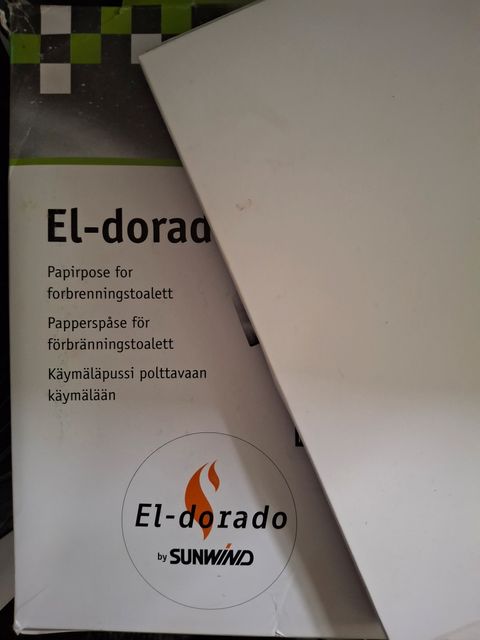 El-dorad
Papirpose for
forbrenningstoalett
Papperspåse för
förbränningstoalett
Käymäläpussi polttavaan
käymälään
El-dorado
by SUNWIND